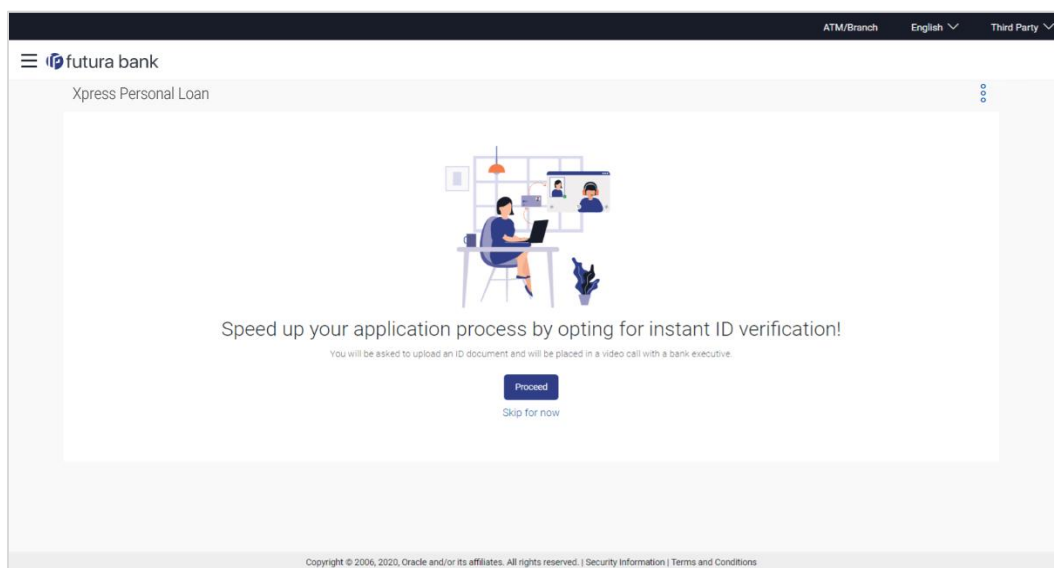 ATM/Branch English Third Party
futura bank
Xpress Personal Loan
Speed up your application process by opting for instant ID verification!
You will be asked to upload an ID document and will be placed in a video call with a bank executive.
Proceed
Skip for now
Copyright © 2006, 2020, Oracle and/or its affiliates. All rights reserved. | Security Information | Terms and Conditions